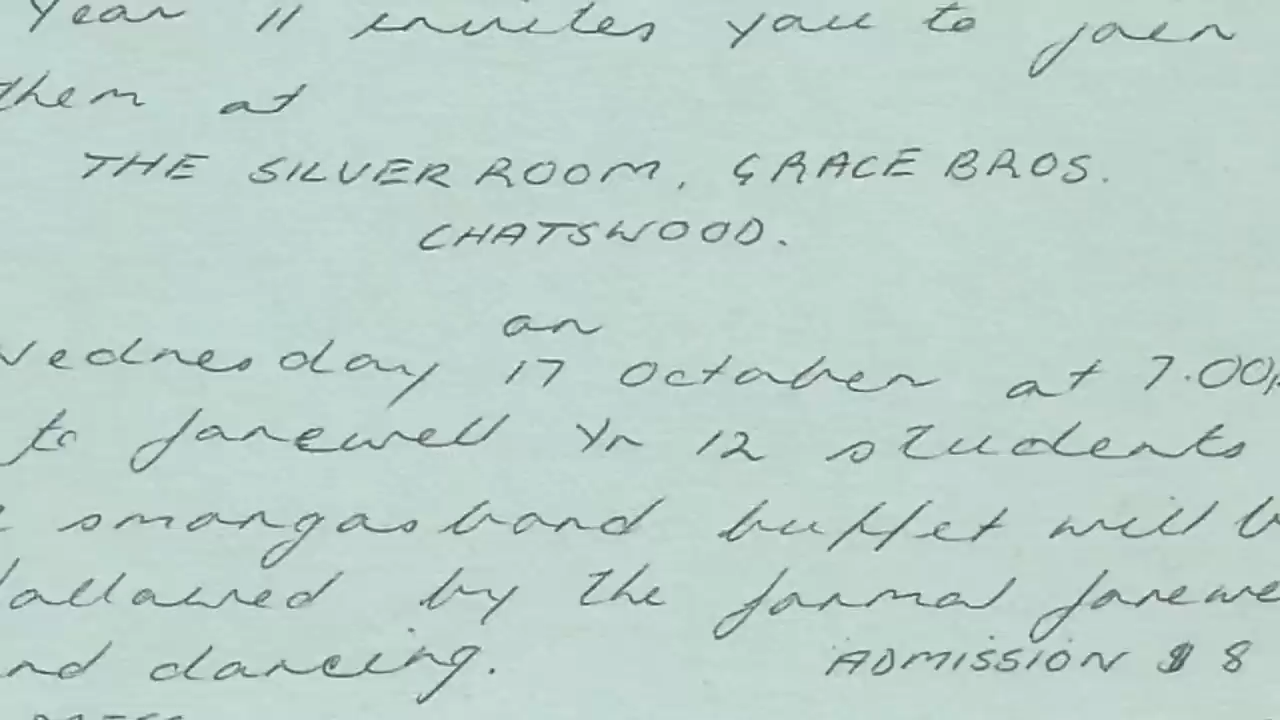 Year 11 invites you to join
them at
THE SILVER ROOM, GRACE BROS.
CHATSWOOD.
on
Wednesday 17 October at 7.00p
to farewell Yr 12 students
smorgasbord buffet will b
followed by the formal farewe
nd dancing. ADMISSION $8